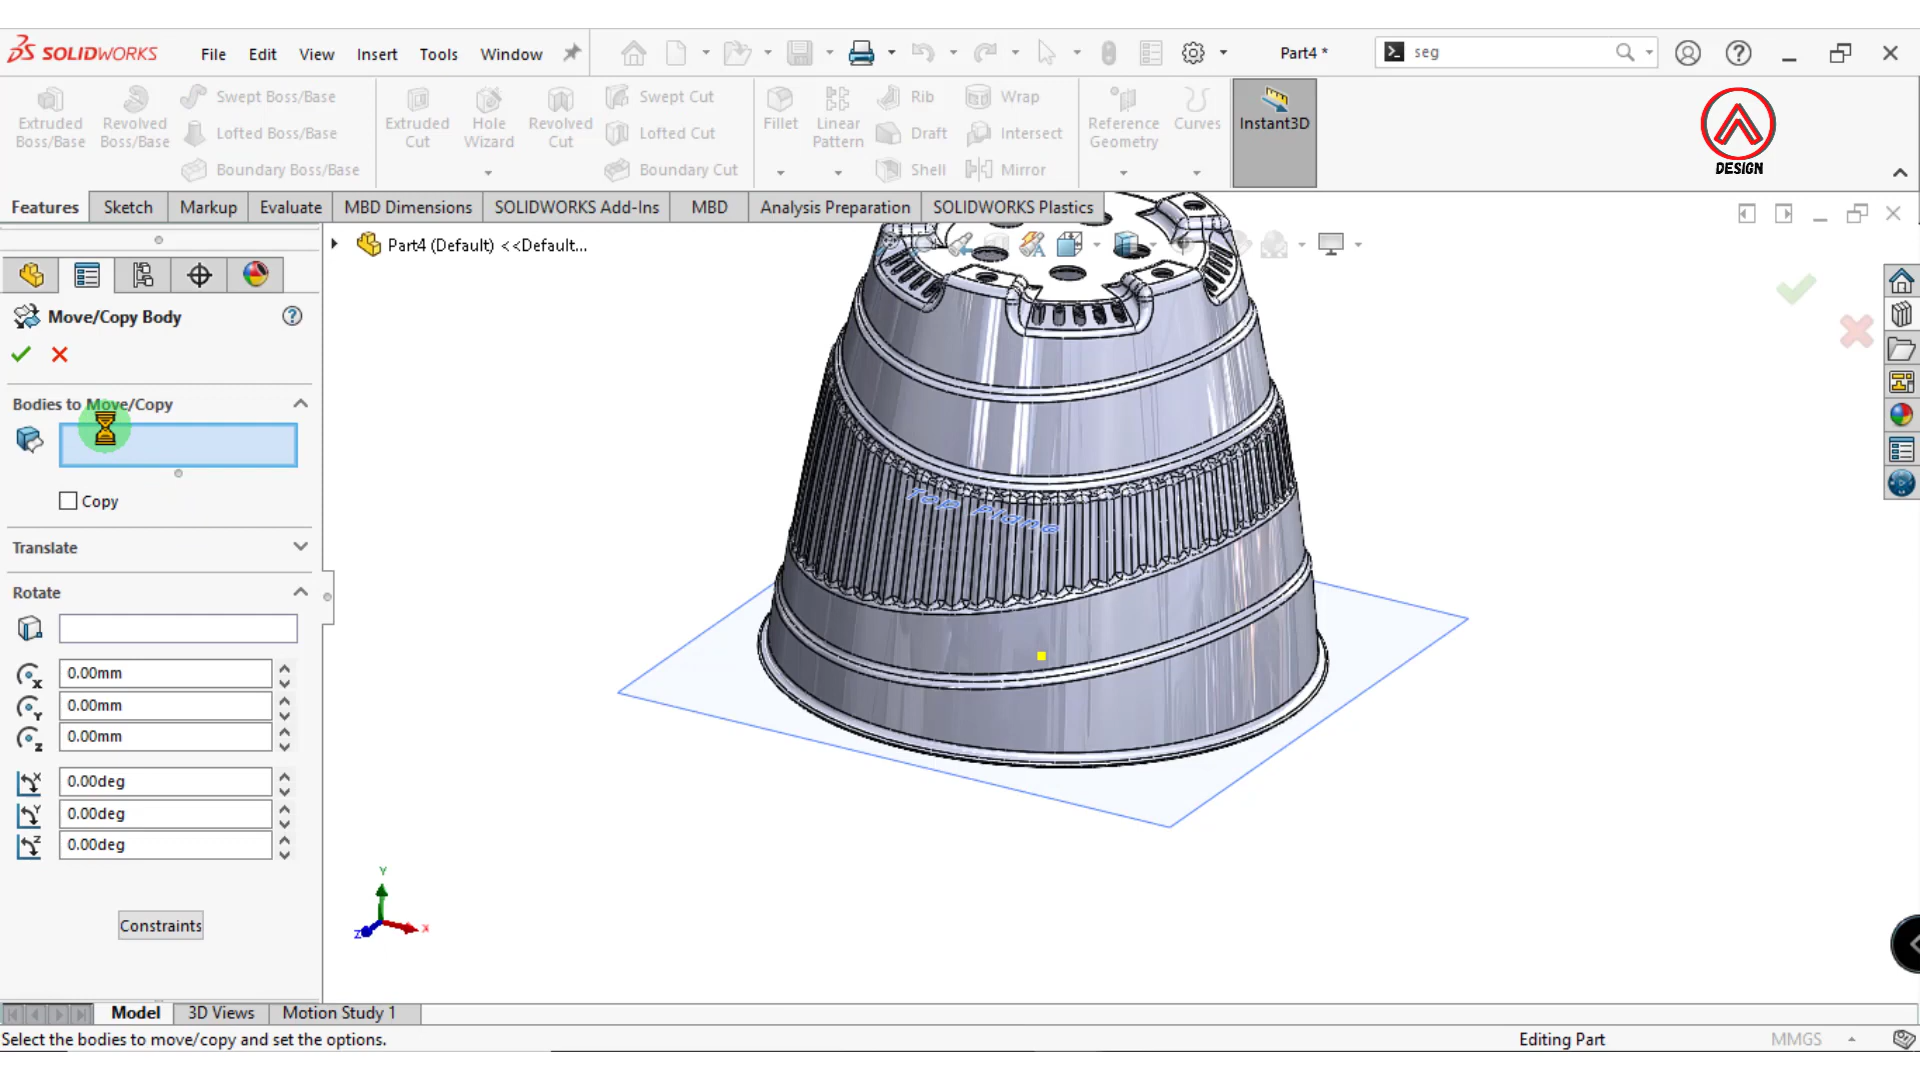 SOLIDWORKS File Edit View Insert Tools Window Part4 * seg
Extruded Boss/Base
Revolved Boss/Base
Swept Boss/Base
Lofted Boss/Base
Boundary Boss/Base
Extruded Cut
Hole Wizard
Revolved Cut
Swept Cut
Lofted Cut
Boundary Cut
Fillet
Linear Pattern
Rib
Draft
Shell
Wrap
Intersect
Mirror
Reference Geometry
Curves
Instant3D
DESIGN
Features Sketch Markup Evaluate MBD Dimensions SOLIDWORKS Add-Ins MBD Analysis Preparation SOLIDWORKS Plastics
Part4 (Default) <<Default...
Move/Copy Body
Bodies to Move/Copy
Copy
Translate
Rotate
0.00mm
0.00mm
0.00mm
0.00deg
0.00deg
0.00deg
Constraints
Top Plane
Y
Z
X
Model 3D Views Motion Study 1
Select the bodies to move/copy and set the options. Editing Part MMGS